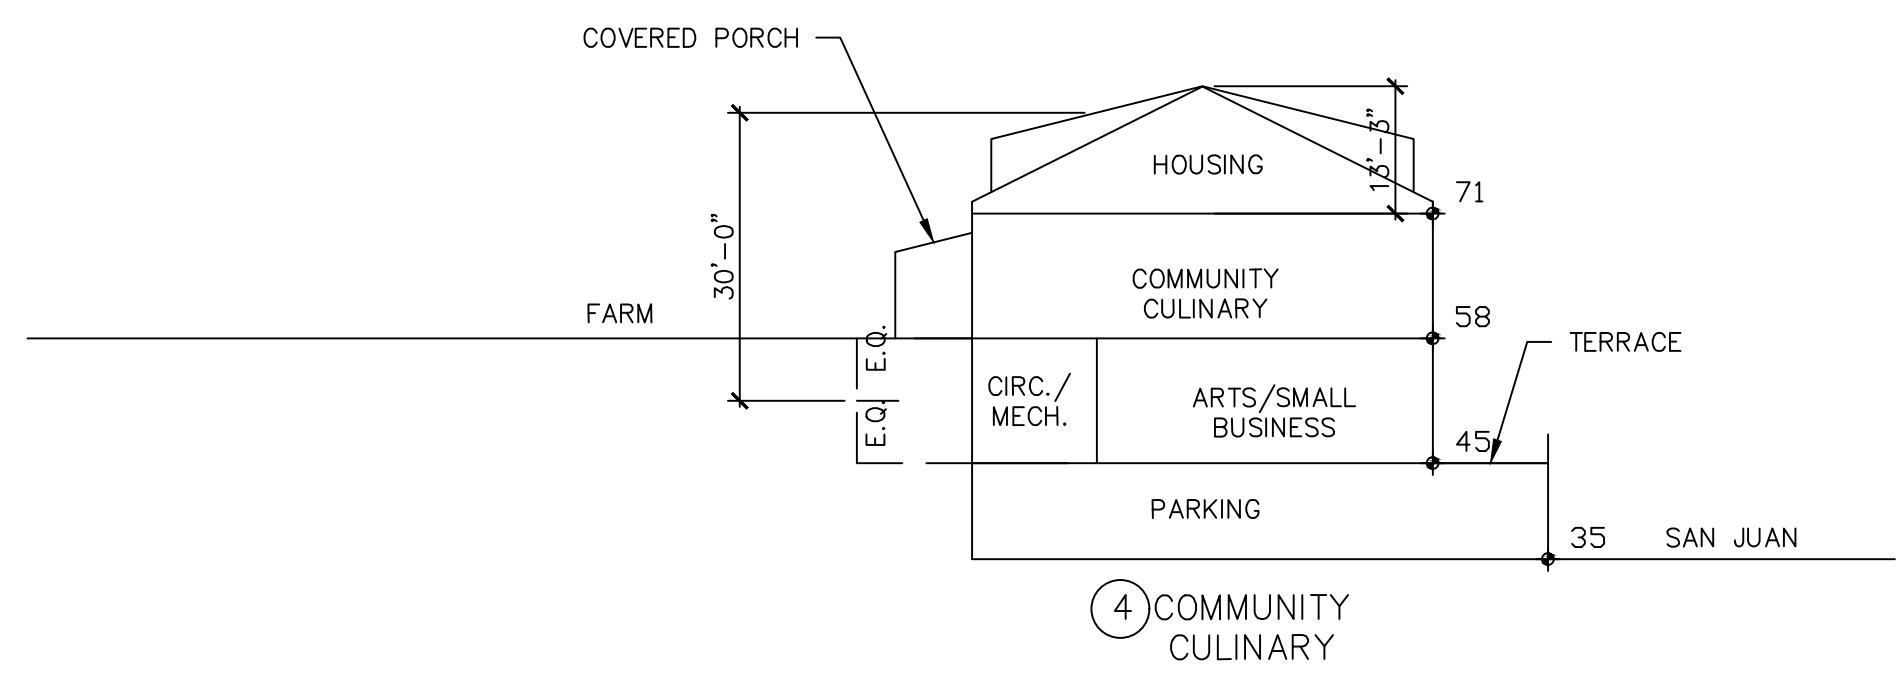 COVERED PORCH
13'-3"
HOUSING
71
30'-0"
COMMUNITY
CULINARY
FARM
58
E.Q.
TERRACE
CIRC./
MECH.
ARTS/SMALL
BUSINESS
E.Q.
45
PARKING
35
SAN JUAN
4 COMMUNITY
CULINARY